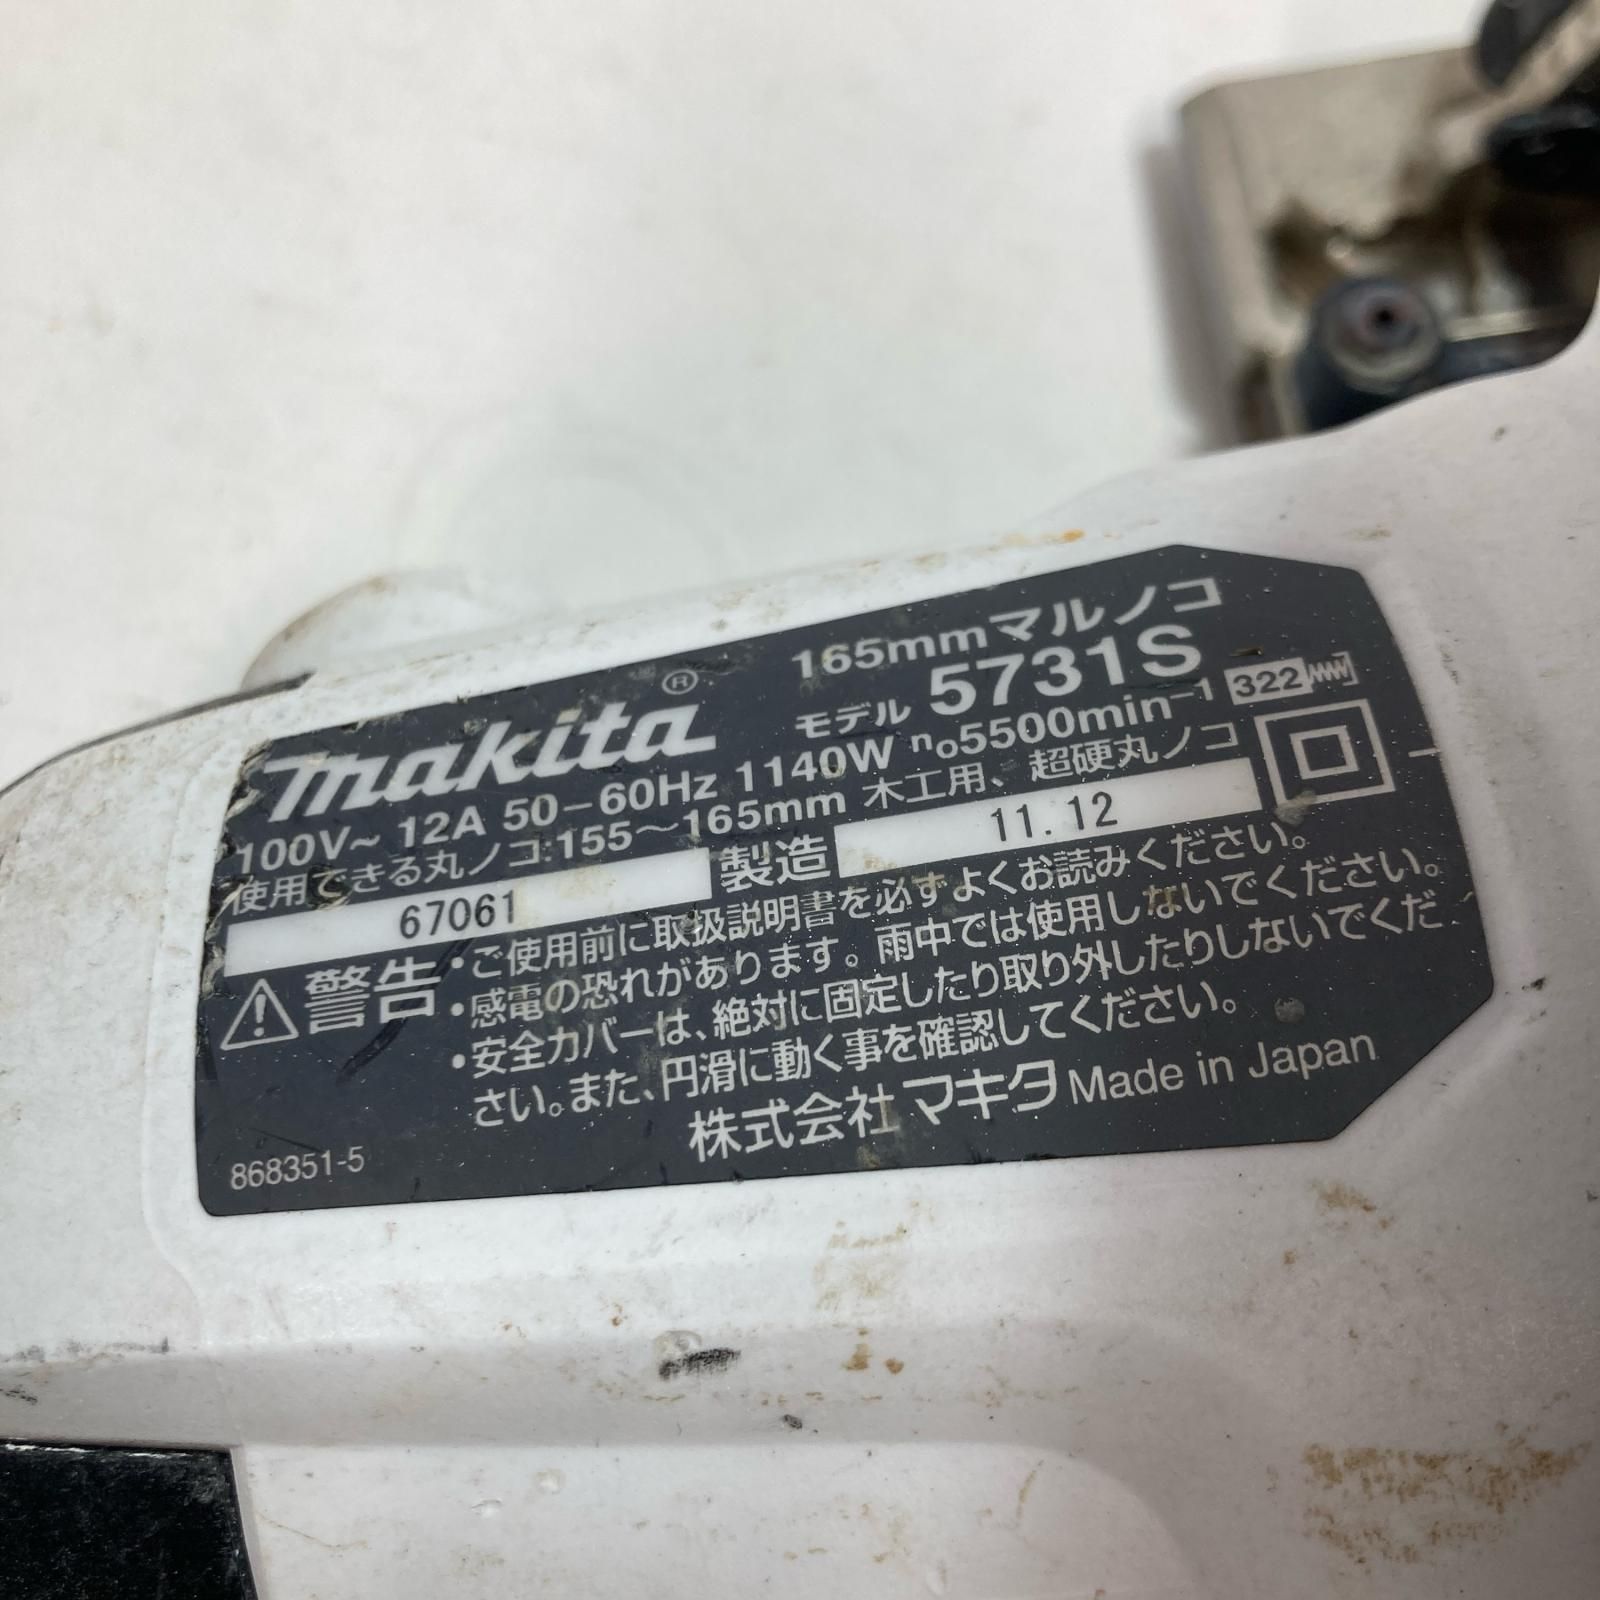 165mmマルノコ
makita® モデル 5731S
100V~ 12A 50-60Hz 1140W n₀5500min⁻¹ 322
使用できる丸ノコ:155~165mm 木工用、超硬丸ノコ
67061 製造 11.12
警告 •ご使用前に取扱説明書を必ずよくお読みください。
•感電の恐れがあります。雨中では使用しないでください。
•安全カバーは、絶対に固定したり取り外したりしないでくだ
さい。また、円滑に動く事を確認してください。
株式会社 マキタ Made in Japan
868351-5